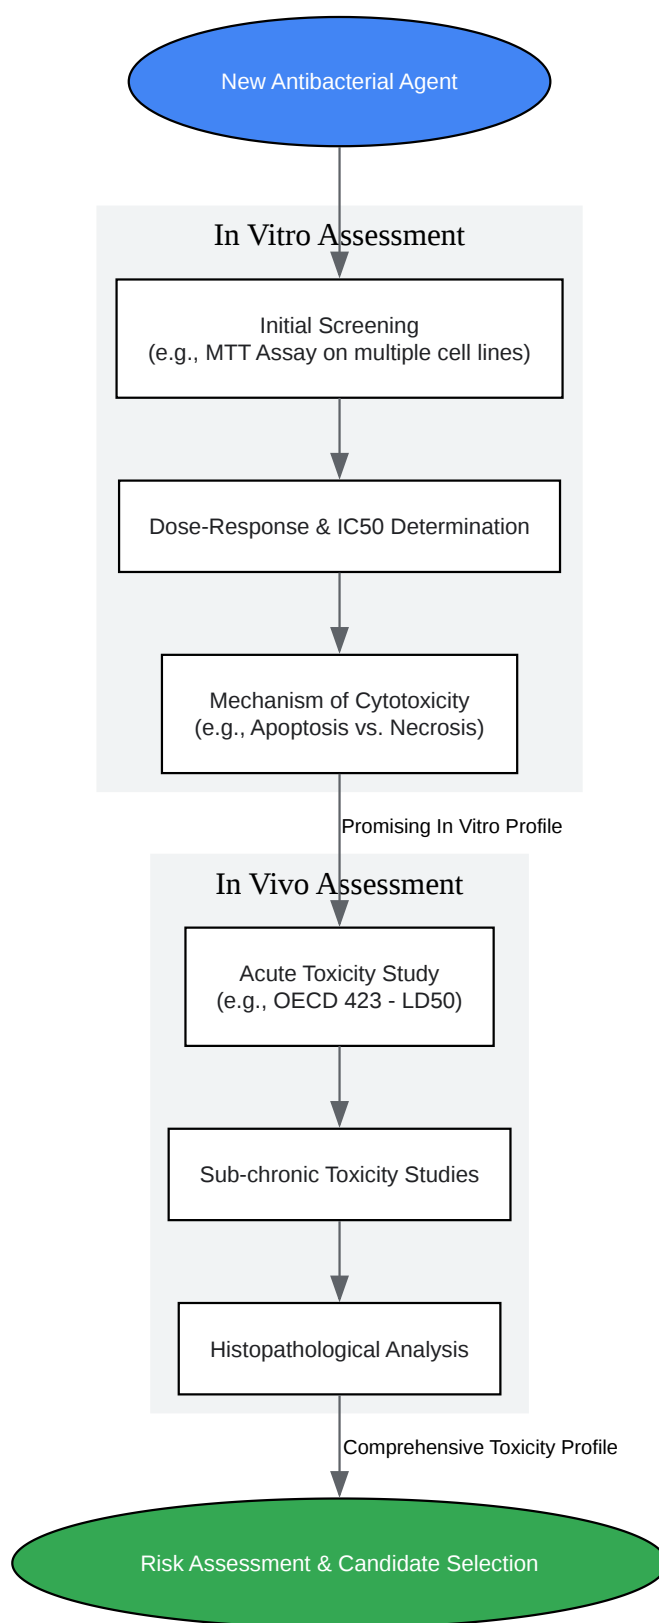 New Antibacterial Agent
In Vitro Assessment
Initial Screening
(e.g., MTT Assay on multiple cell lines)
Dose-Response & IC50 Determination
Mechanism of Cytotoxicity
(e.g., Apoptosis vs. Necrosis)
Promising In Vitro Profile
In Vivo Assessment
Acute Toxicity Study
(e.g., OECD 423 - LD50)
Sub-chronic Toxicity Studies
Histopathological Analysis
Comprehensive Toxicity Profile
Risk Assessment & Candidate Selection